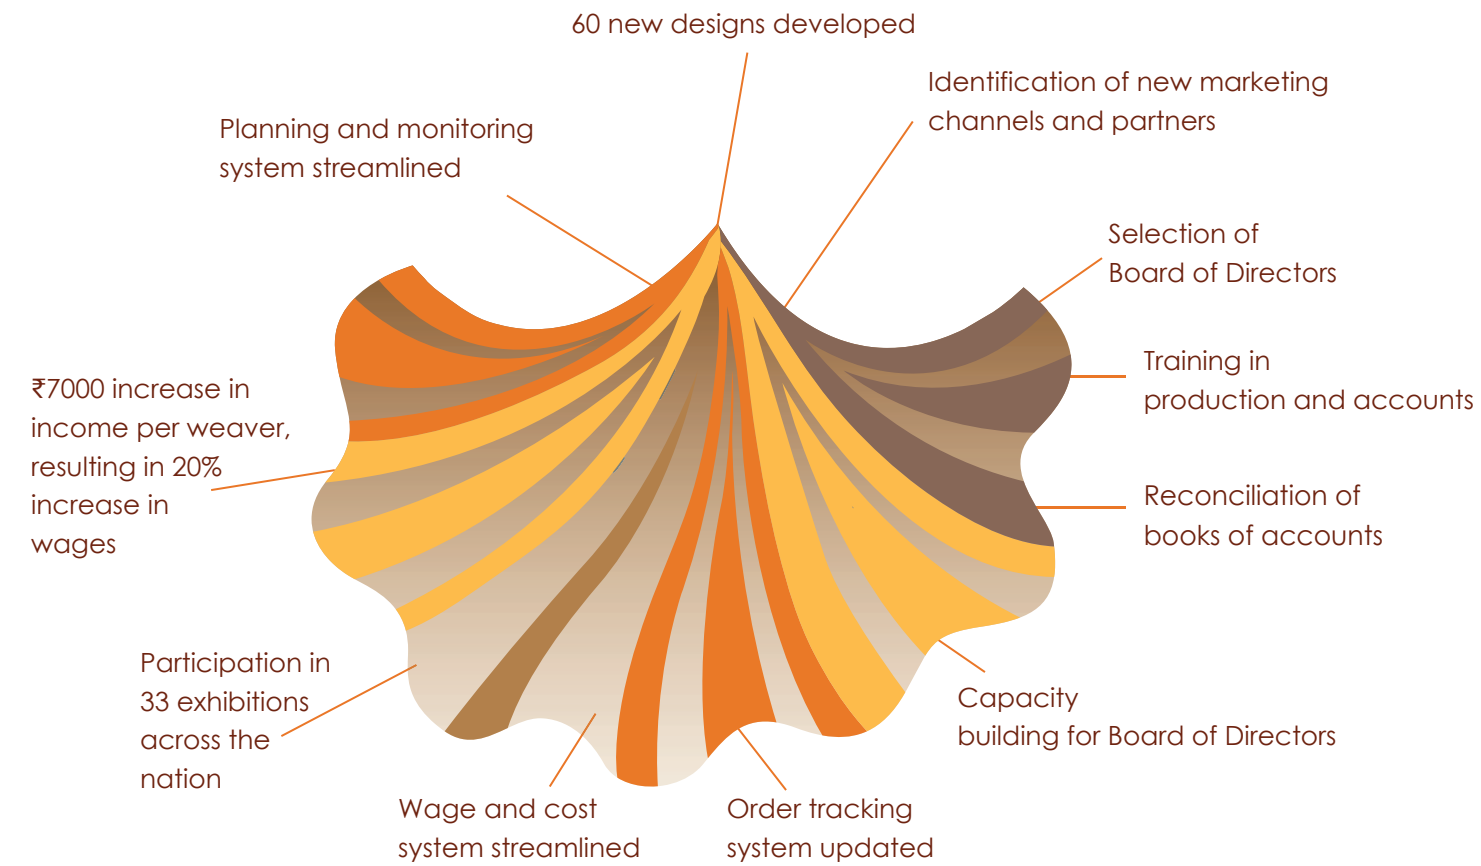 60 new designs developed
Identification of new marketing
channels and partners
Planning and monitoring
system streamlined
Selection of
Board of Directors
Training in
production and accounts
₹7000 increase in
income per weaver,
resulting in 20%
increase in
wages
Reconciliation of
books of accounts
Participation in
33 exhibitions
across the
nation
Capacity
building for Board of Directors
Wage and cost
system streamlined
Order tracking
system updated